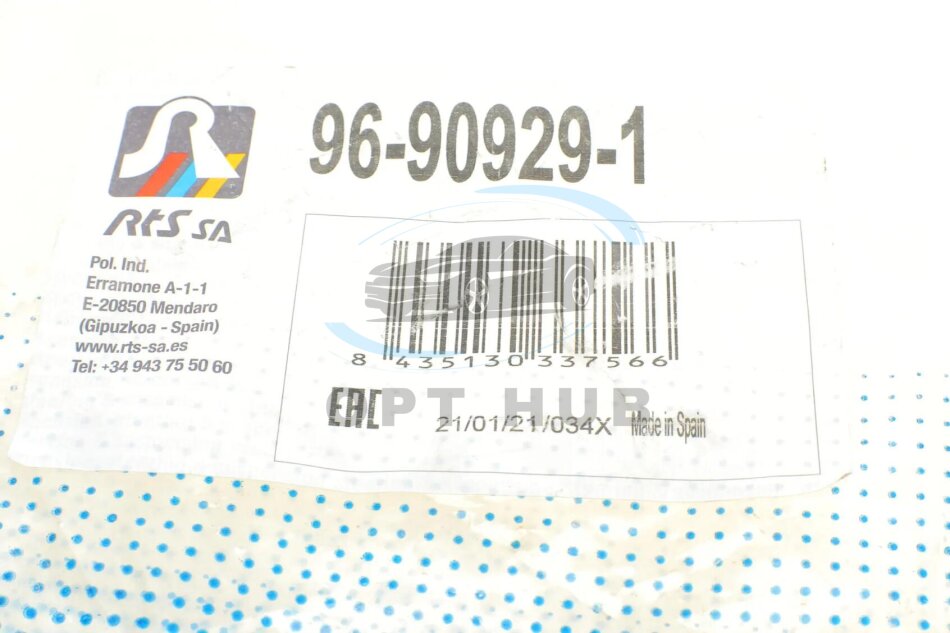 96-90929-1
RtS SA
Pol. Ind.
Erramone A-1-1
E-20850 Mendaro
(Gipuzkoa - Spain)
www.rts-sa.es
Tel: +34 943 75 50 60
8 435130 337566
EAC
OPT HUB
21/01/21/034X Made in Spain